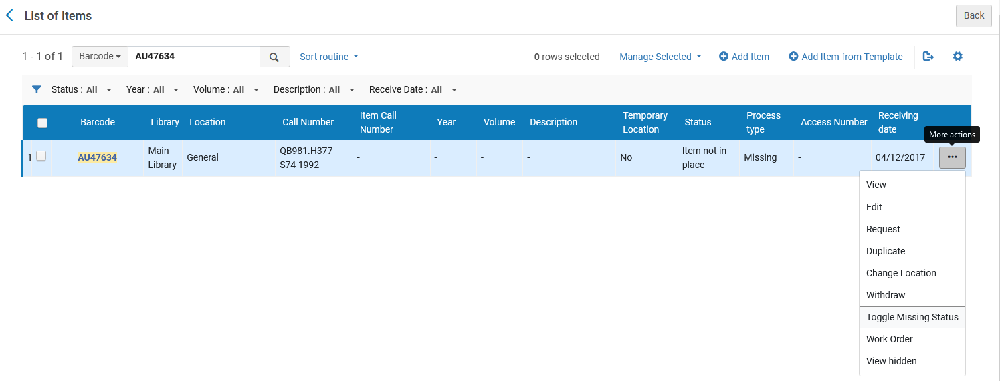 List of Items
Back
1 - 1 of 1 Barcode AU47634 Sort routine 0 rows selected Manage Selected Add Item Add Item from Template
Status : All Year : All Volume : All Description : All Receive Date : All
Barcode Library Location Call Number Item Call Number Year Volume Description Temporary Location Status Process type Access Number Receiving date
More actions
1 AU47634 Main Library General QB981.H377 S74 1992 - - - - No Item not in place Missing - 04/12/2017
View
Edit
Request
Duplicate
Change Location
Withdraw
Toggle Missing Status
Work Order
View hidden